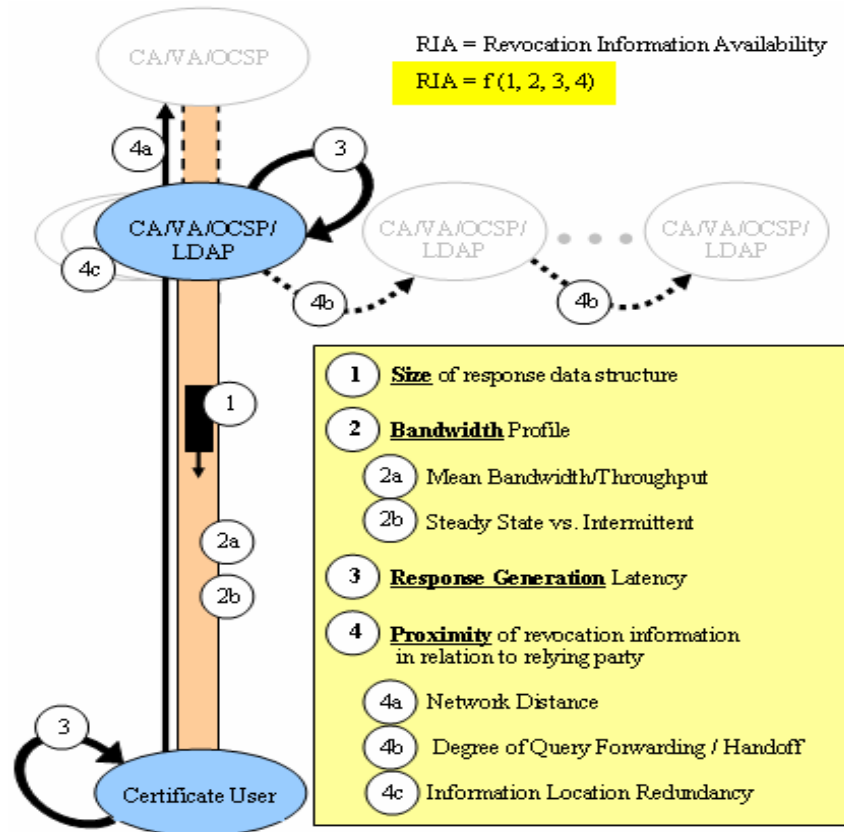 CA/VA/OCSP
RIA = Revocation Information Availability
RIA = f (1, 2, 3, 4)
4a
3
CA/VA/OCSP/
LDAP
4c
CA/VA/OCSP/
LDAP
CA/VA/OCSP/
LDAP
4b
4b
1
2a
2b
3
Certificate User
1 Size of response data structure
2 Bandwidth Profile
2a Mean Bandwidth/Throughput
2b Steady State vs. Intermittent
3 Response Generation Latency
4 Proximity of revocation information
in relation to relying party
4a Network Distance
4b Degree of Query Forwarding / Handoff
4c Information Location Redundancy